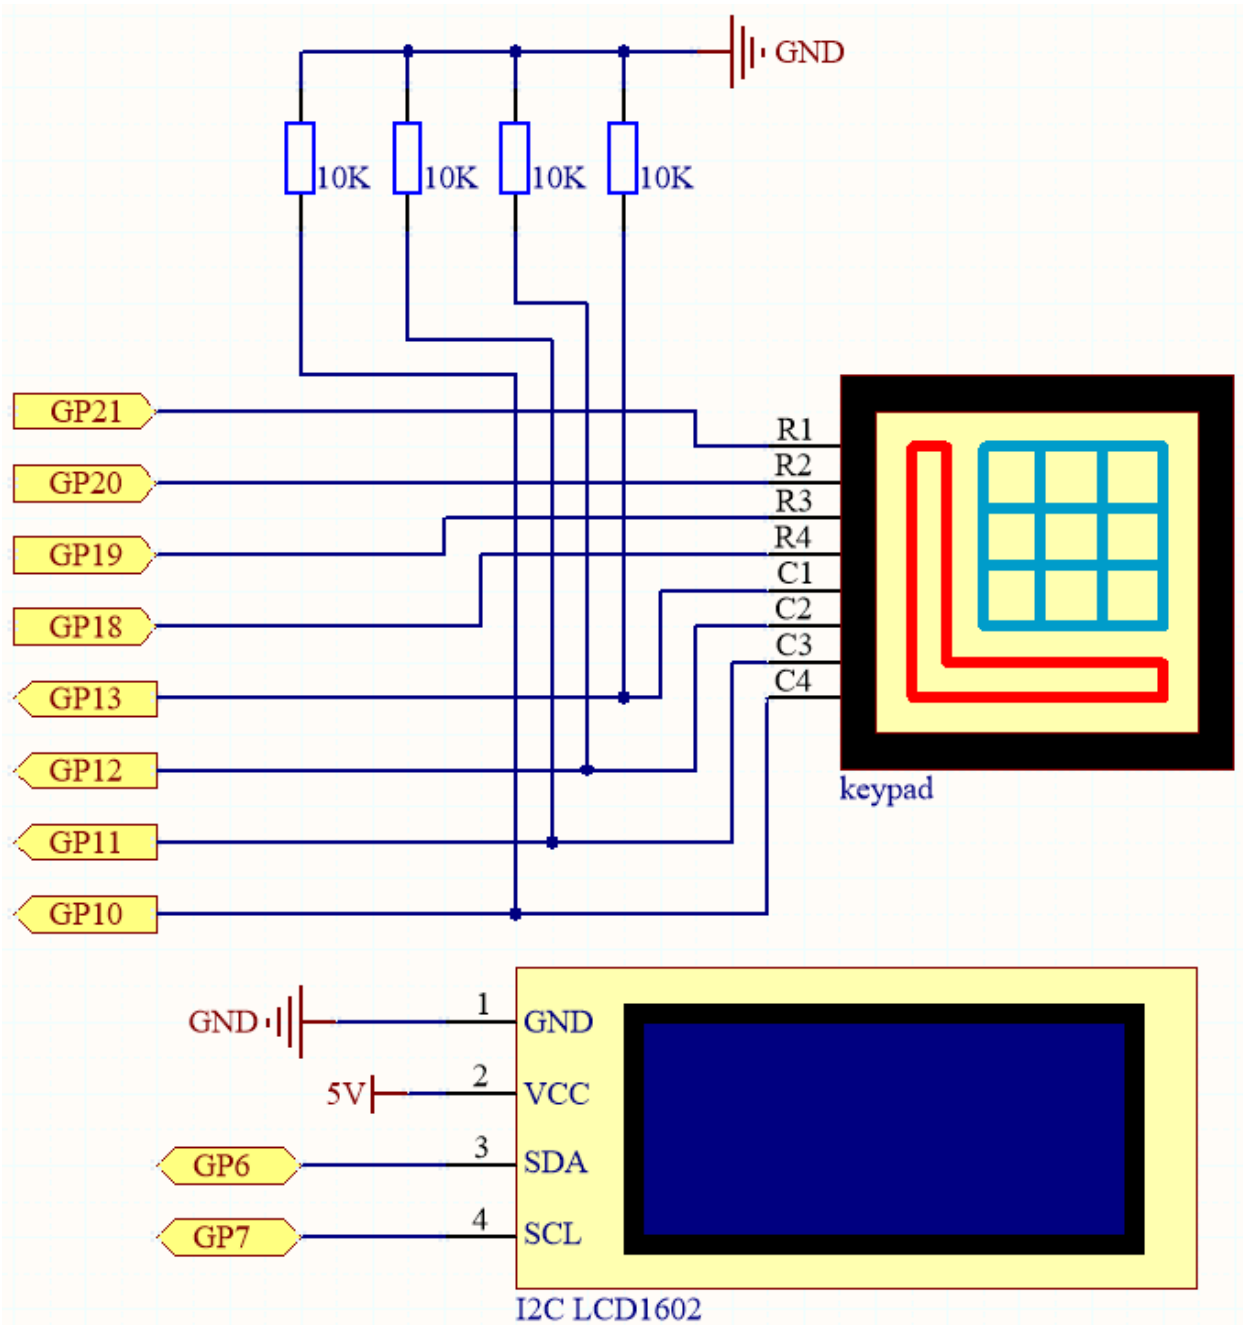 GND
10K
10K
10K
10K
GP21
R1
R2
GP20
R3
R4
GP19
C1
C2
GP18
C3
C4
GP13
GP12
keypad
GP11
GP10
1
GND
GND
2
5V
VCC
3
GP6
SDA
4
GP7
SCL
I2C LCD1602